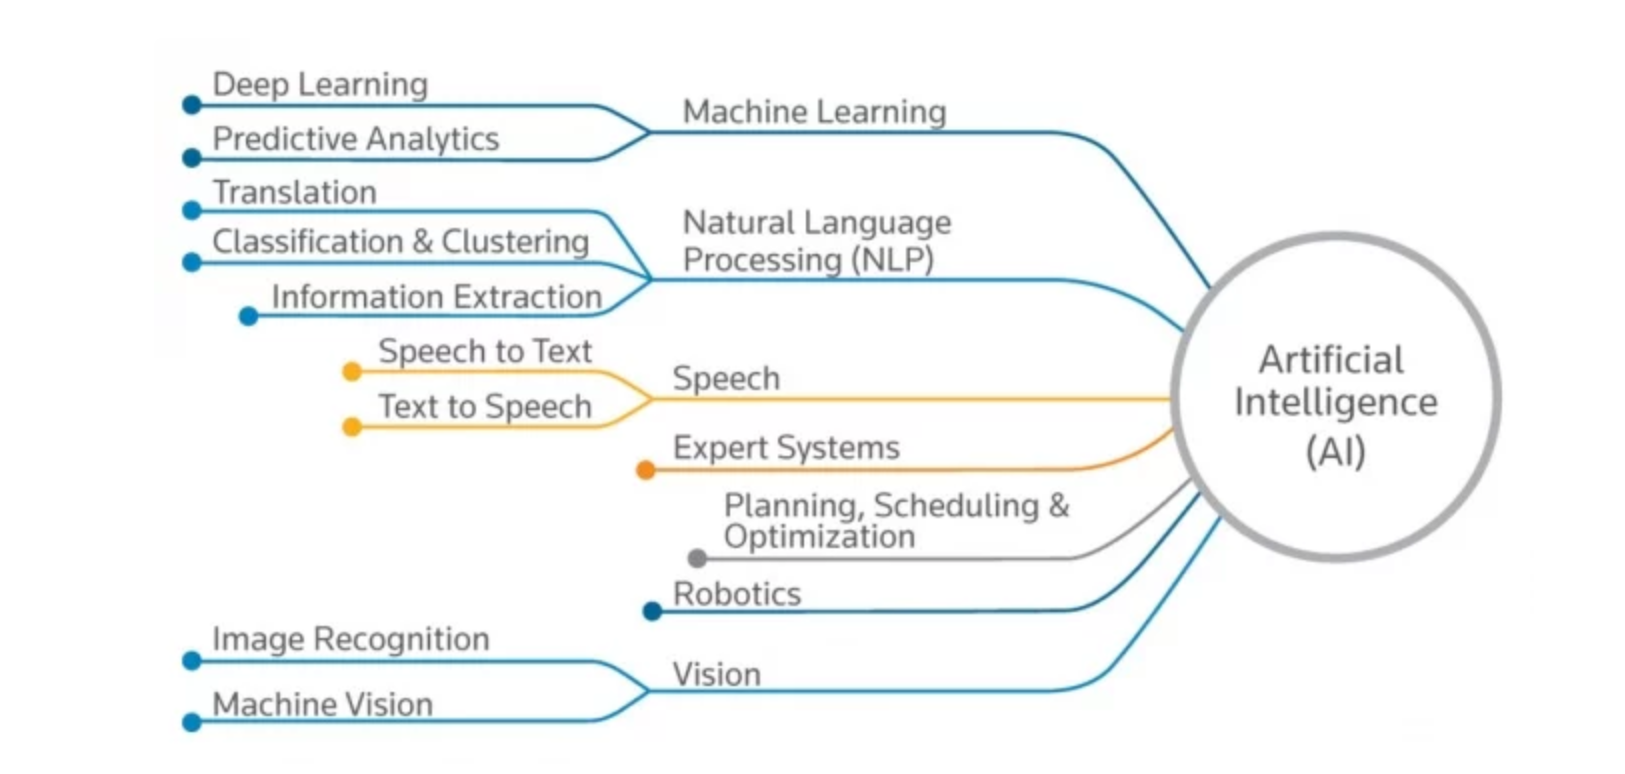 Deep Learning
Predictive Analytics
Machine Learning
Translation
Classification & Clustering
Information Extraction
Natural Language
Processing (NLP)
Speech to Text
Text to Speech
Speech
Expert Systems
Planning, Scheduling &
Optimization
Robotics
Image Recognition
Machine Vision
Vision
Artificial
Intelligence
(AI)